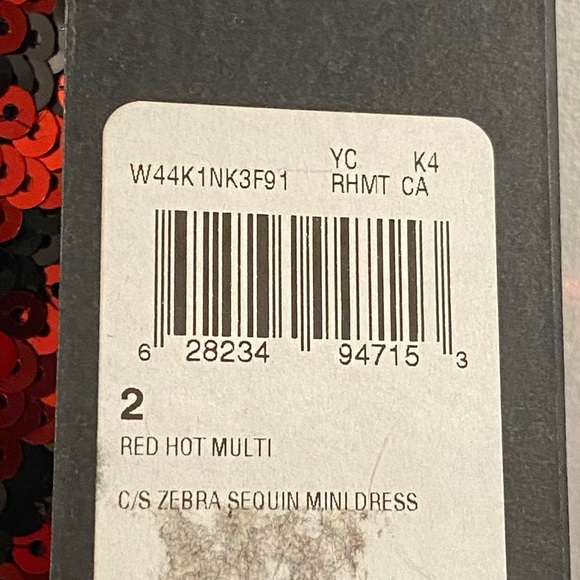 YC K4
W44K1NK3F91 RHMT CA
6 28234 94715 3
2
RED HOT MULTI
C/S ZEBRA SEQUIN MINI DRESS